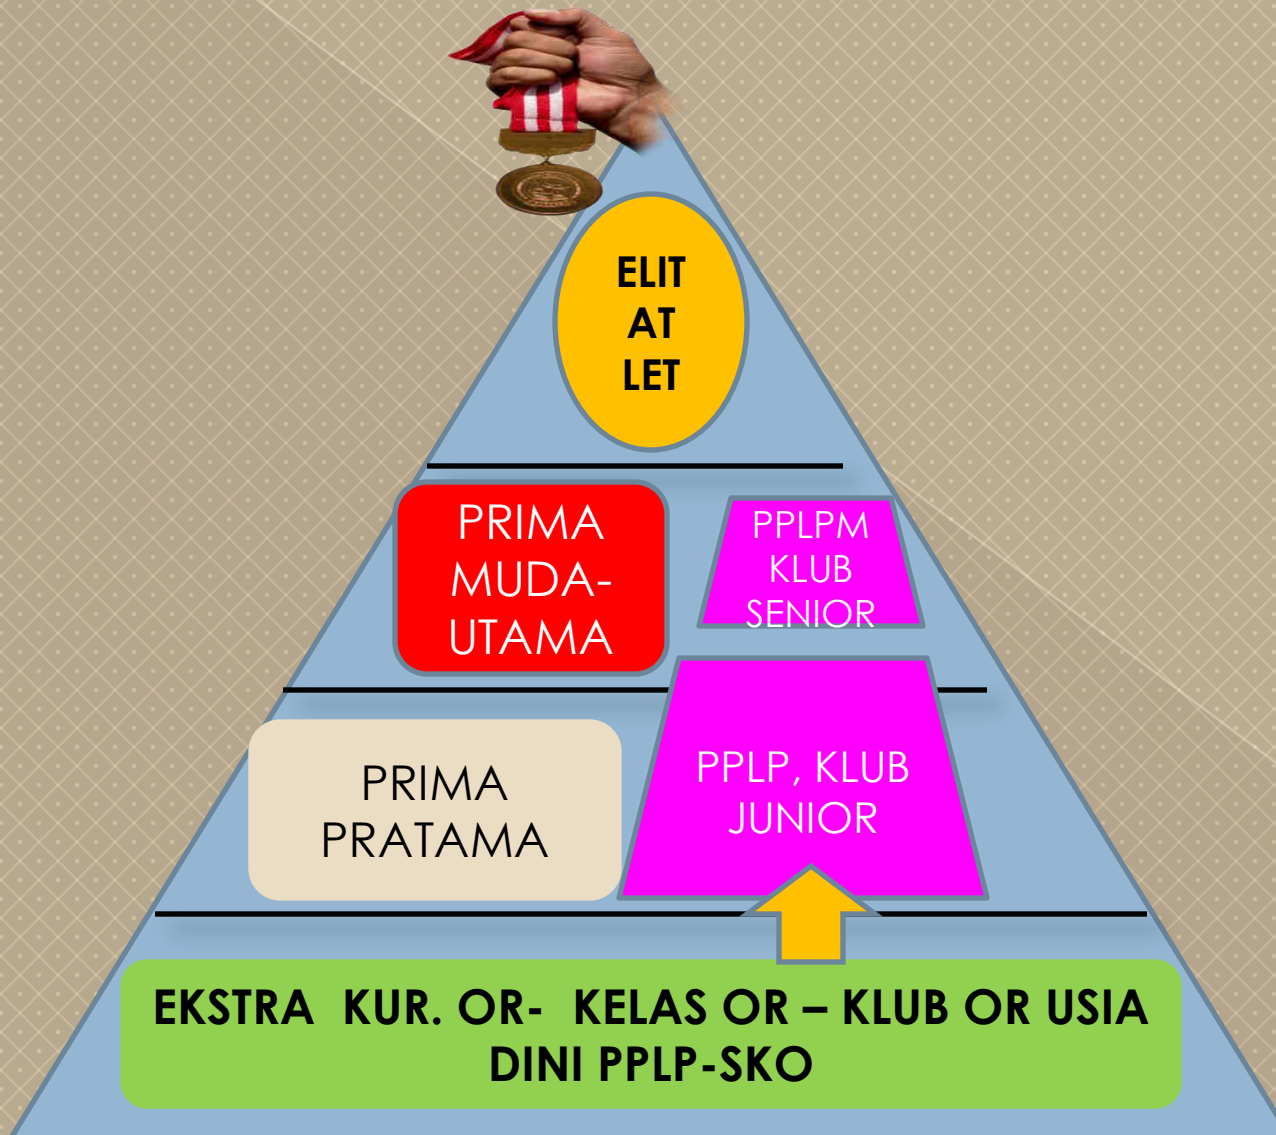 ELIT
AT
LET
PRIMA
MUDA-
UTAMA
PPLPM
KLUB
SENIOR
PRIMA
PRATAMA
PPLP, KLUB
JUNIOR
EKSTRA KUR. OR- KELAS OR – KLUB OR USIA
DINI PPLP-SKO